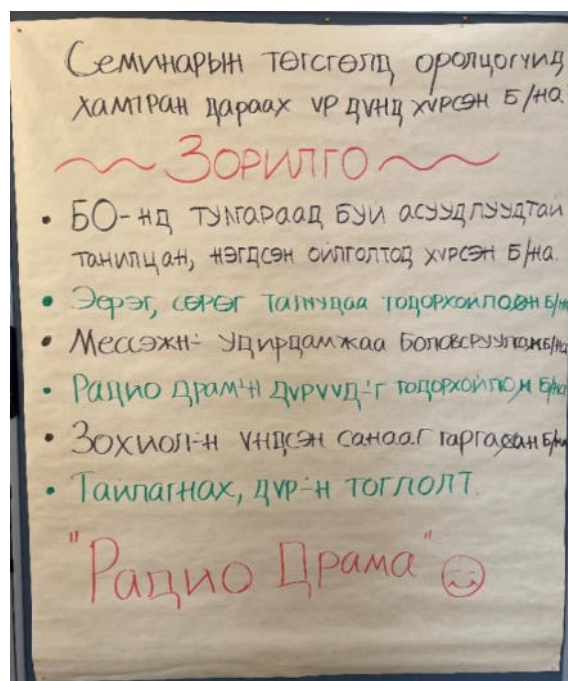 Семинарын төгсгөлд оролцогчид
хамтран дараах үр дүнд хүрсэн б/на
Зорилго
• БО-нд тулгараад буй асуудлуудтай
танилцан, нэгдсэн ойлголтод хүрсэн б/на.
• Эерэг, сөрөг талуудаа тодорхойлсон б/на
• Мессэжн- удирдамжаа боловсруулсан б/на
• Радио драм-н дүрүүд-г тодорхойлсон б/на
• Зохиол-н үндсэн санааг гаргасан б/на
• Тайлагнах, дүр-н тоглолт.
"Радио Драма"